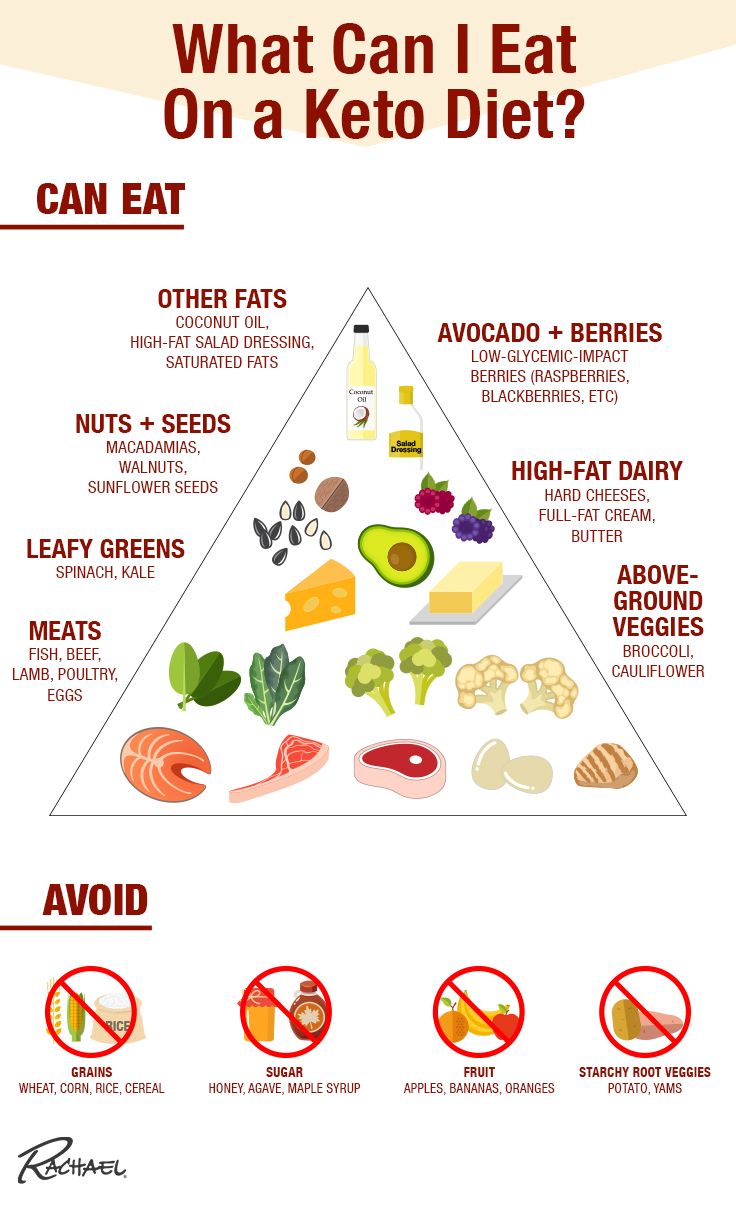 What Can I Eat
On a Keto Diet?
CAN EAT
OTHER FATS
COCONUT OIL,
HIGH-FAT SALAD DRESSING,
SATURATED FATS
AVOCADO + BERRIES
LOW-GLYCEMIC-IMPACT
BERRIES (RASPBERRIES,
BLACKBERRIES, ETC)
Coconut
Oil
Salad
Dressing
NUTS + SEEDS
MACADAMIAS,
WALNUTS,
SUNFLOWER SEEDS
HIGH-FAT DAIRY
HARD CHEESES,
FULL-FAT CREAM,
BUTTER
LEAFY GREENS
SPINACH, KALE
ABOVE-
GROUND
VEGGIES
BROCCOLI,
CAULIFLOWER
MEATS
FISH, BEEF,
LAMB, POULTRY,
EGGS
AVOID
RICE
GRAINS
WHEAT, CORN, RICE, CEREAL
SUGAR
HONEY, AGAVE, MAPLE SYRUP
FRUIT
APPLES, BANANAS, ORANGES
STARCHY ROOT VEGGIES
POTATO, YAMS
RACHAEL